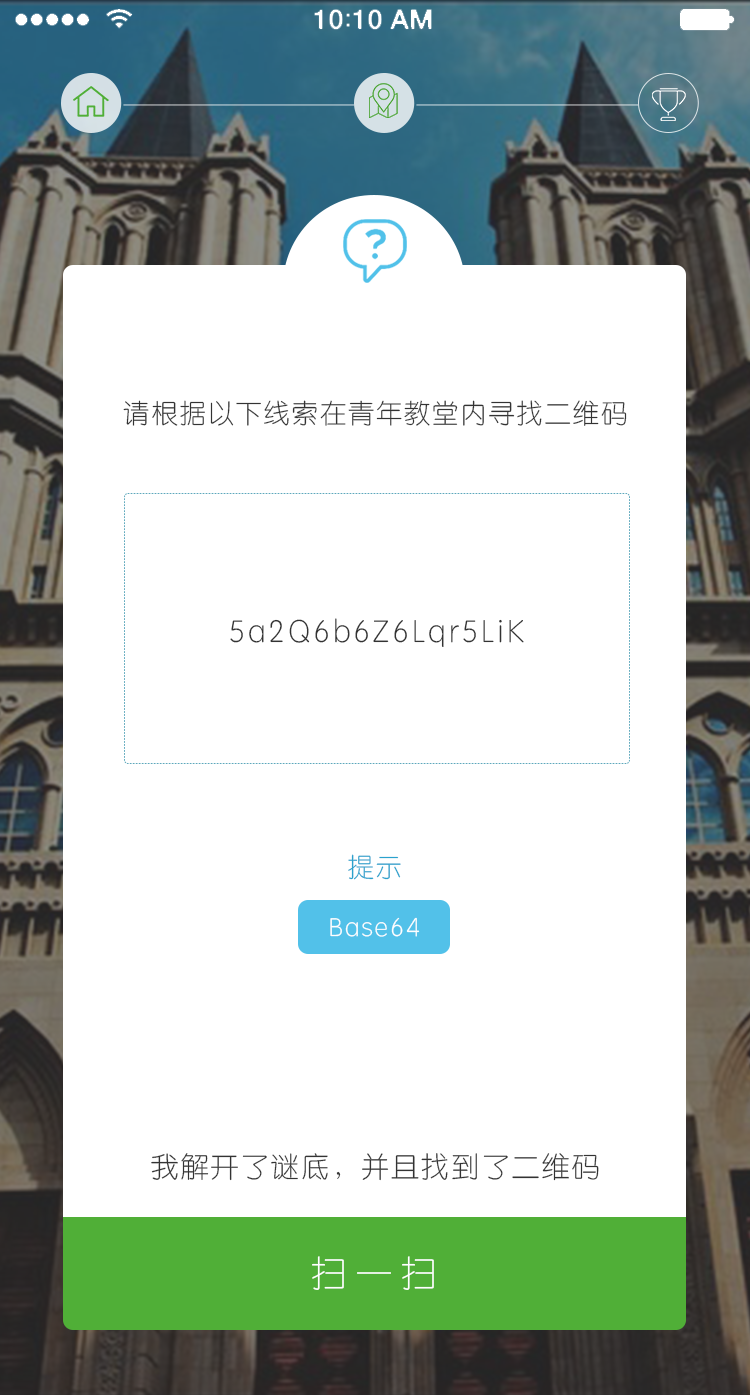 10:10 AM
请根据以下线索在青年教堂内寻找二维码
5a2Q6b6Z6Lqr5LiK
提示
Base64
我解开了谜底，并且找到了二维码
扫一扫